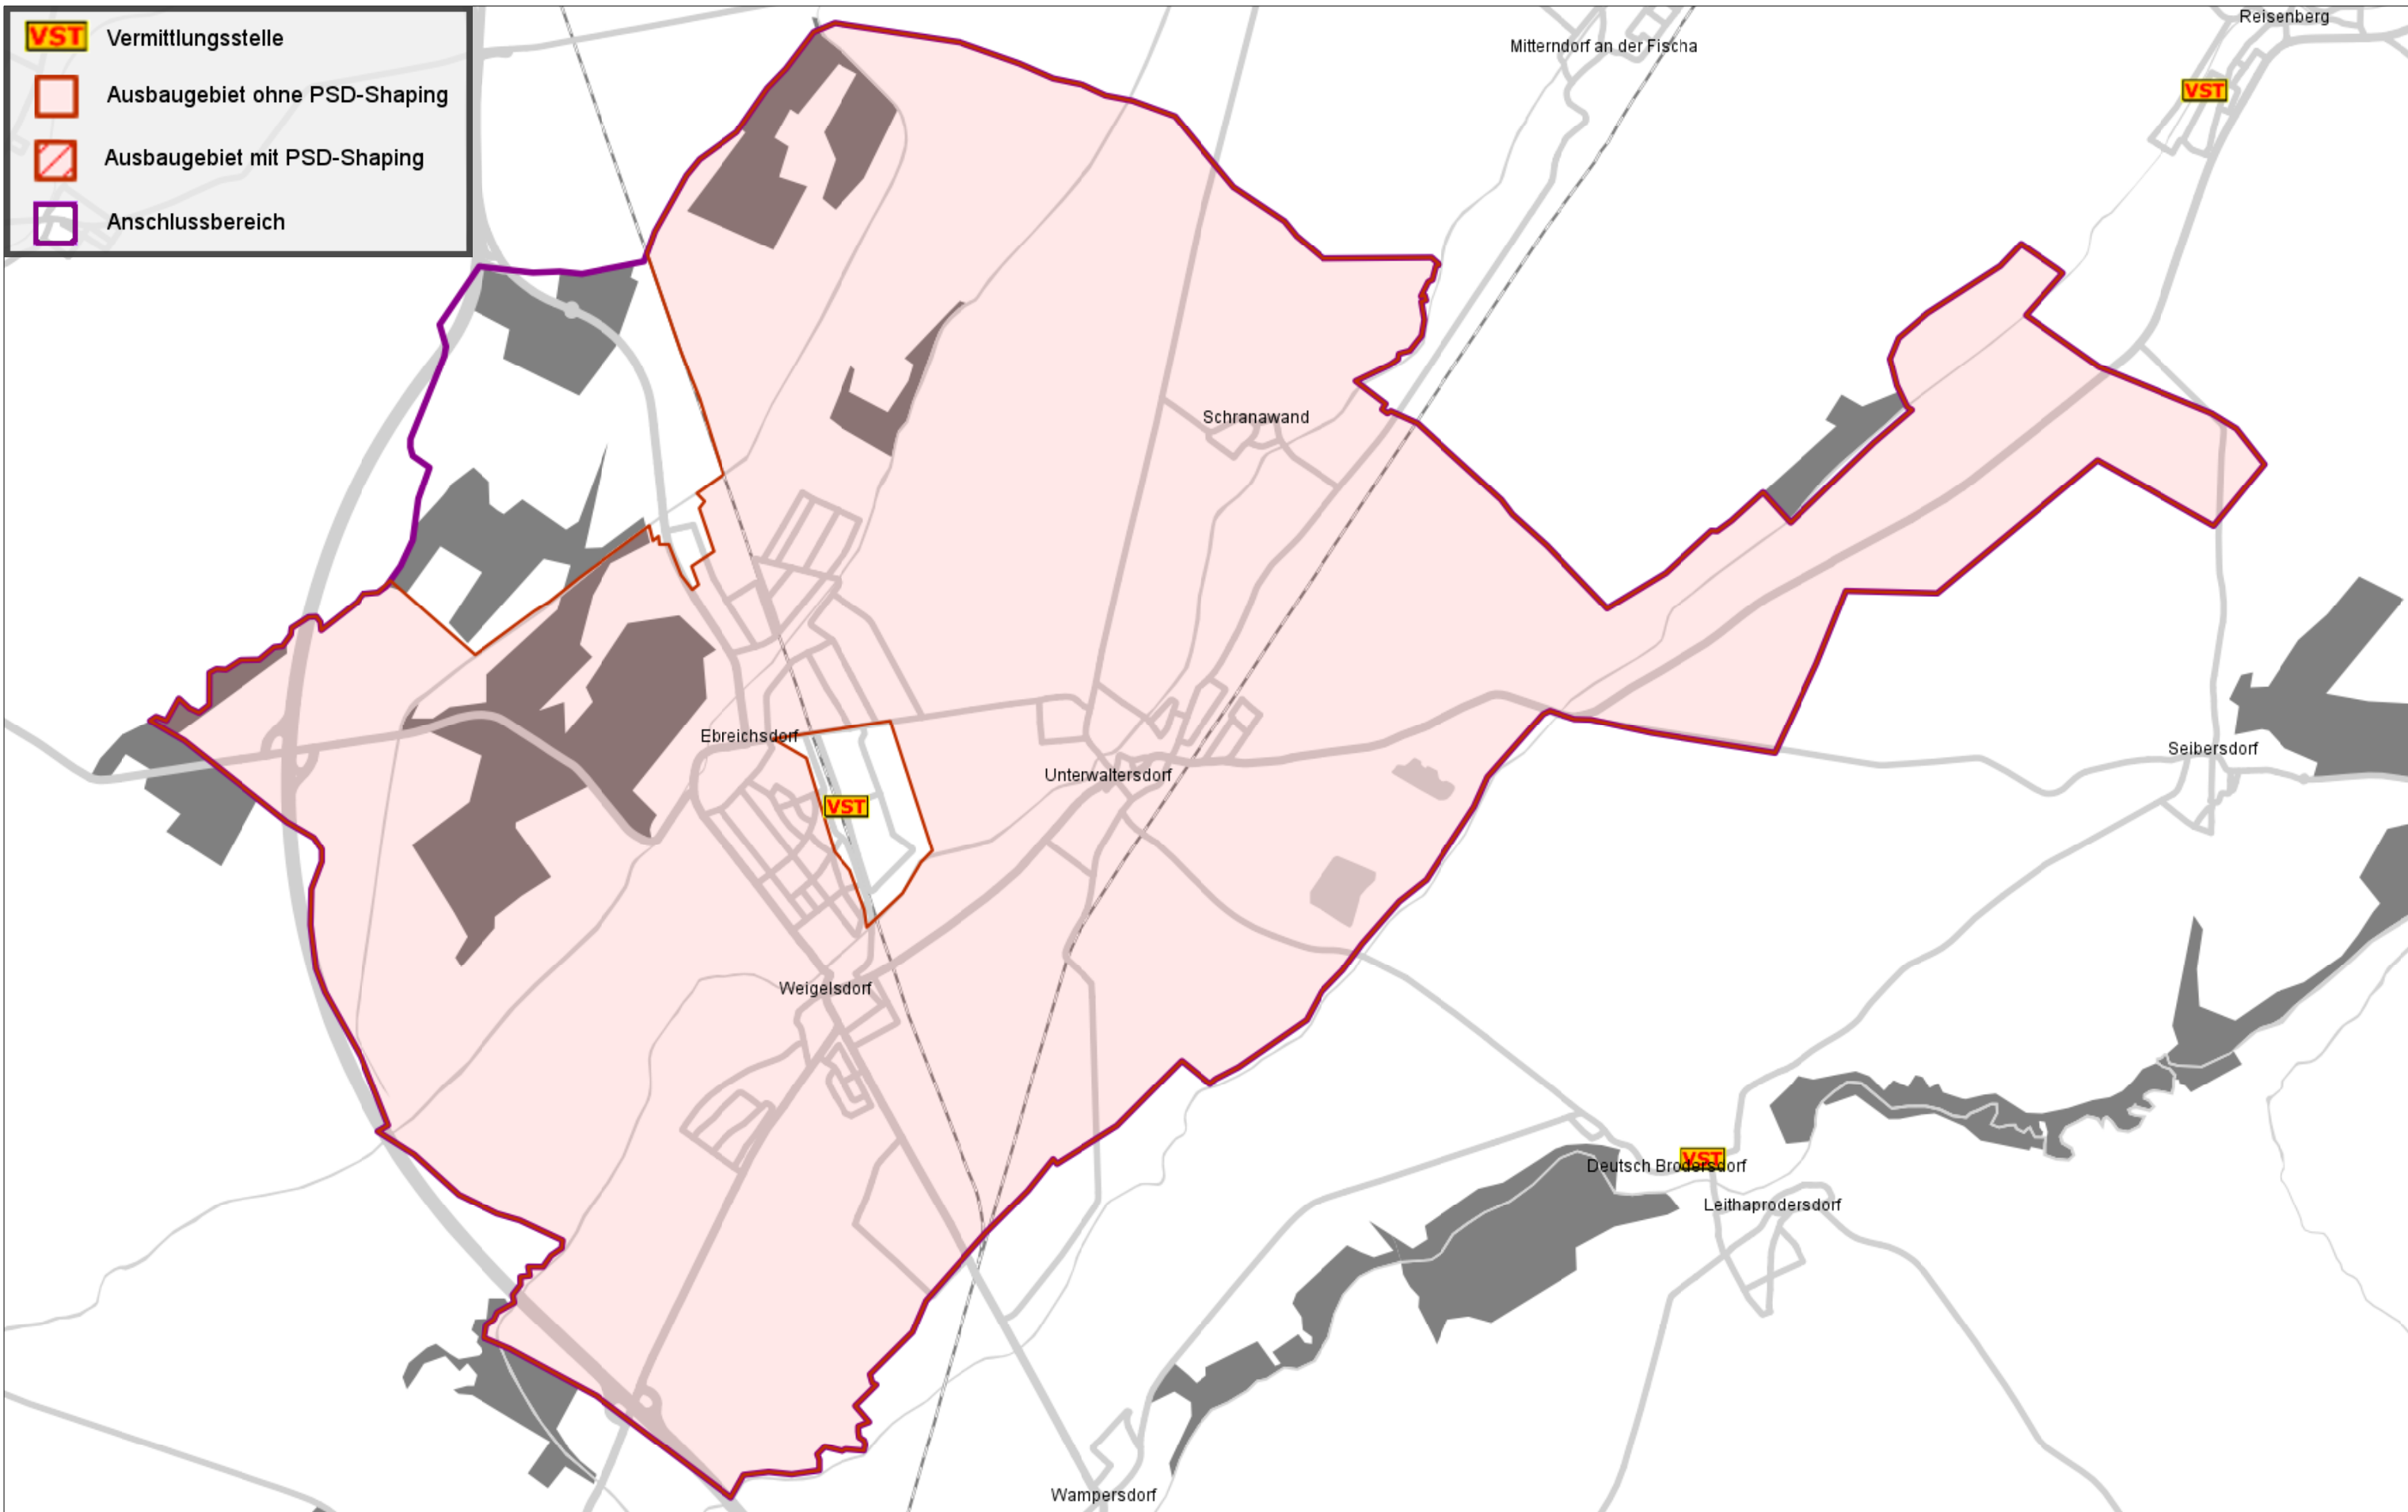 VST Vermittlungsstelle
Ausbaugebiet ohne PSD-Shaping
Ausbaugebiet mit PSD-Shaping
Anschlussbereich
Reisenberg
Mitterndorf an der Fischa
VST
Schranawand
Ebreichsdorf
Seibersdorf
Unterwaltersdorf
VST
Weigelsdorf
VST
Deutsch Brodersdorf
Leithaprodersdorf
Wampersdorf